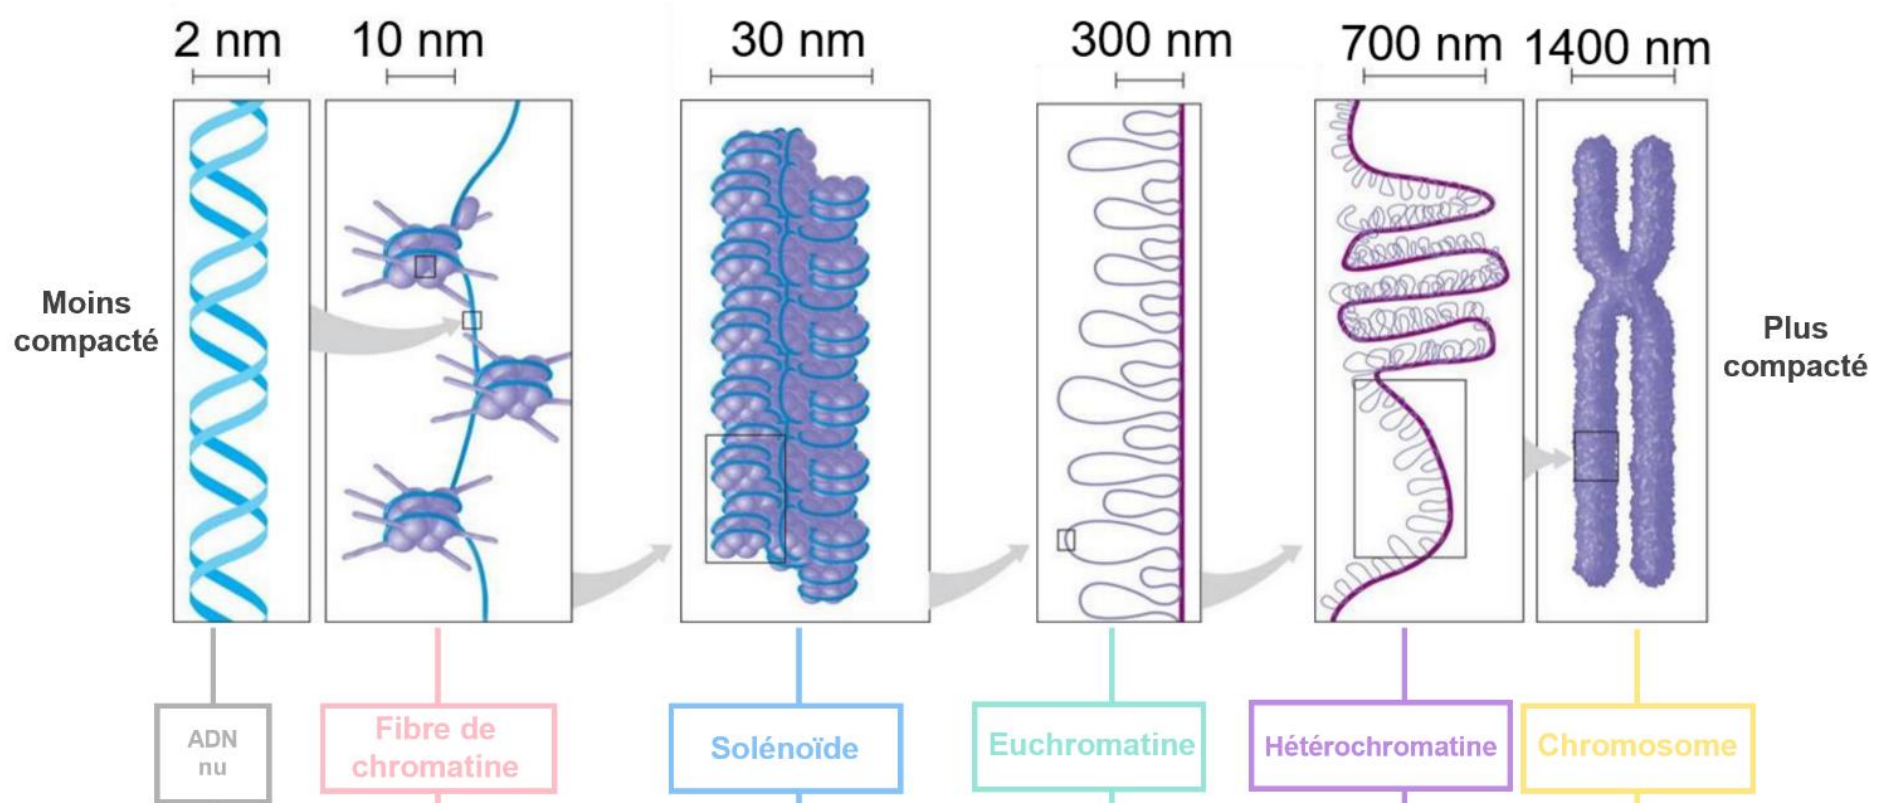 2 nm
10 nm
30 nm
300 nm
700 nm
1400 nm
Moins
compacté
Plus
compacté
ADN
nu
Fibre de
chromatine
Solénoïde
Euchromatine
Hétérochromatine
Chromosome